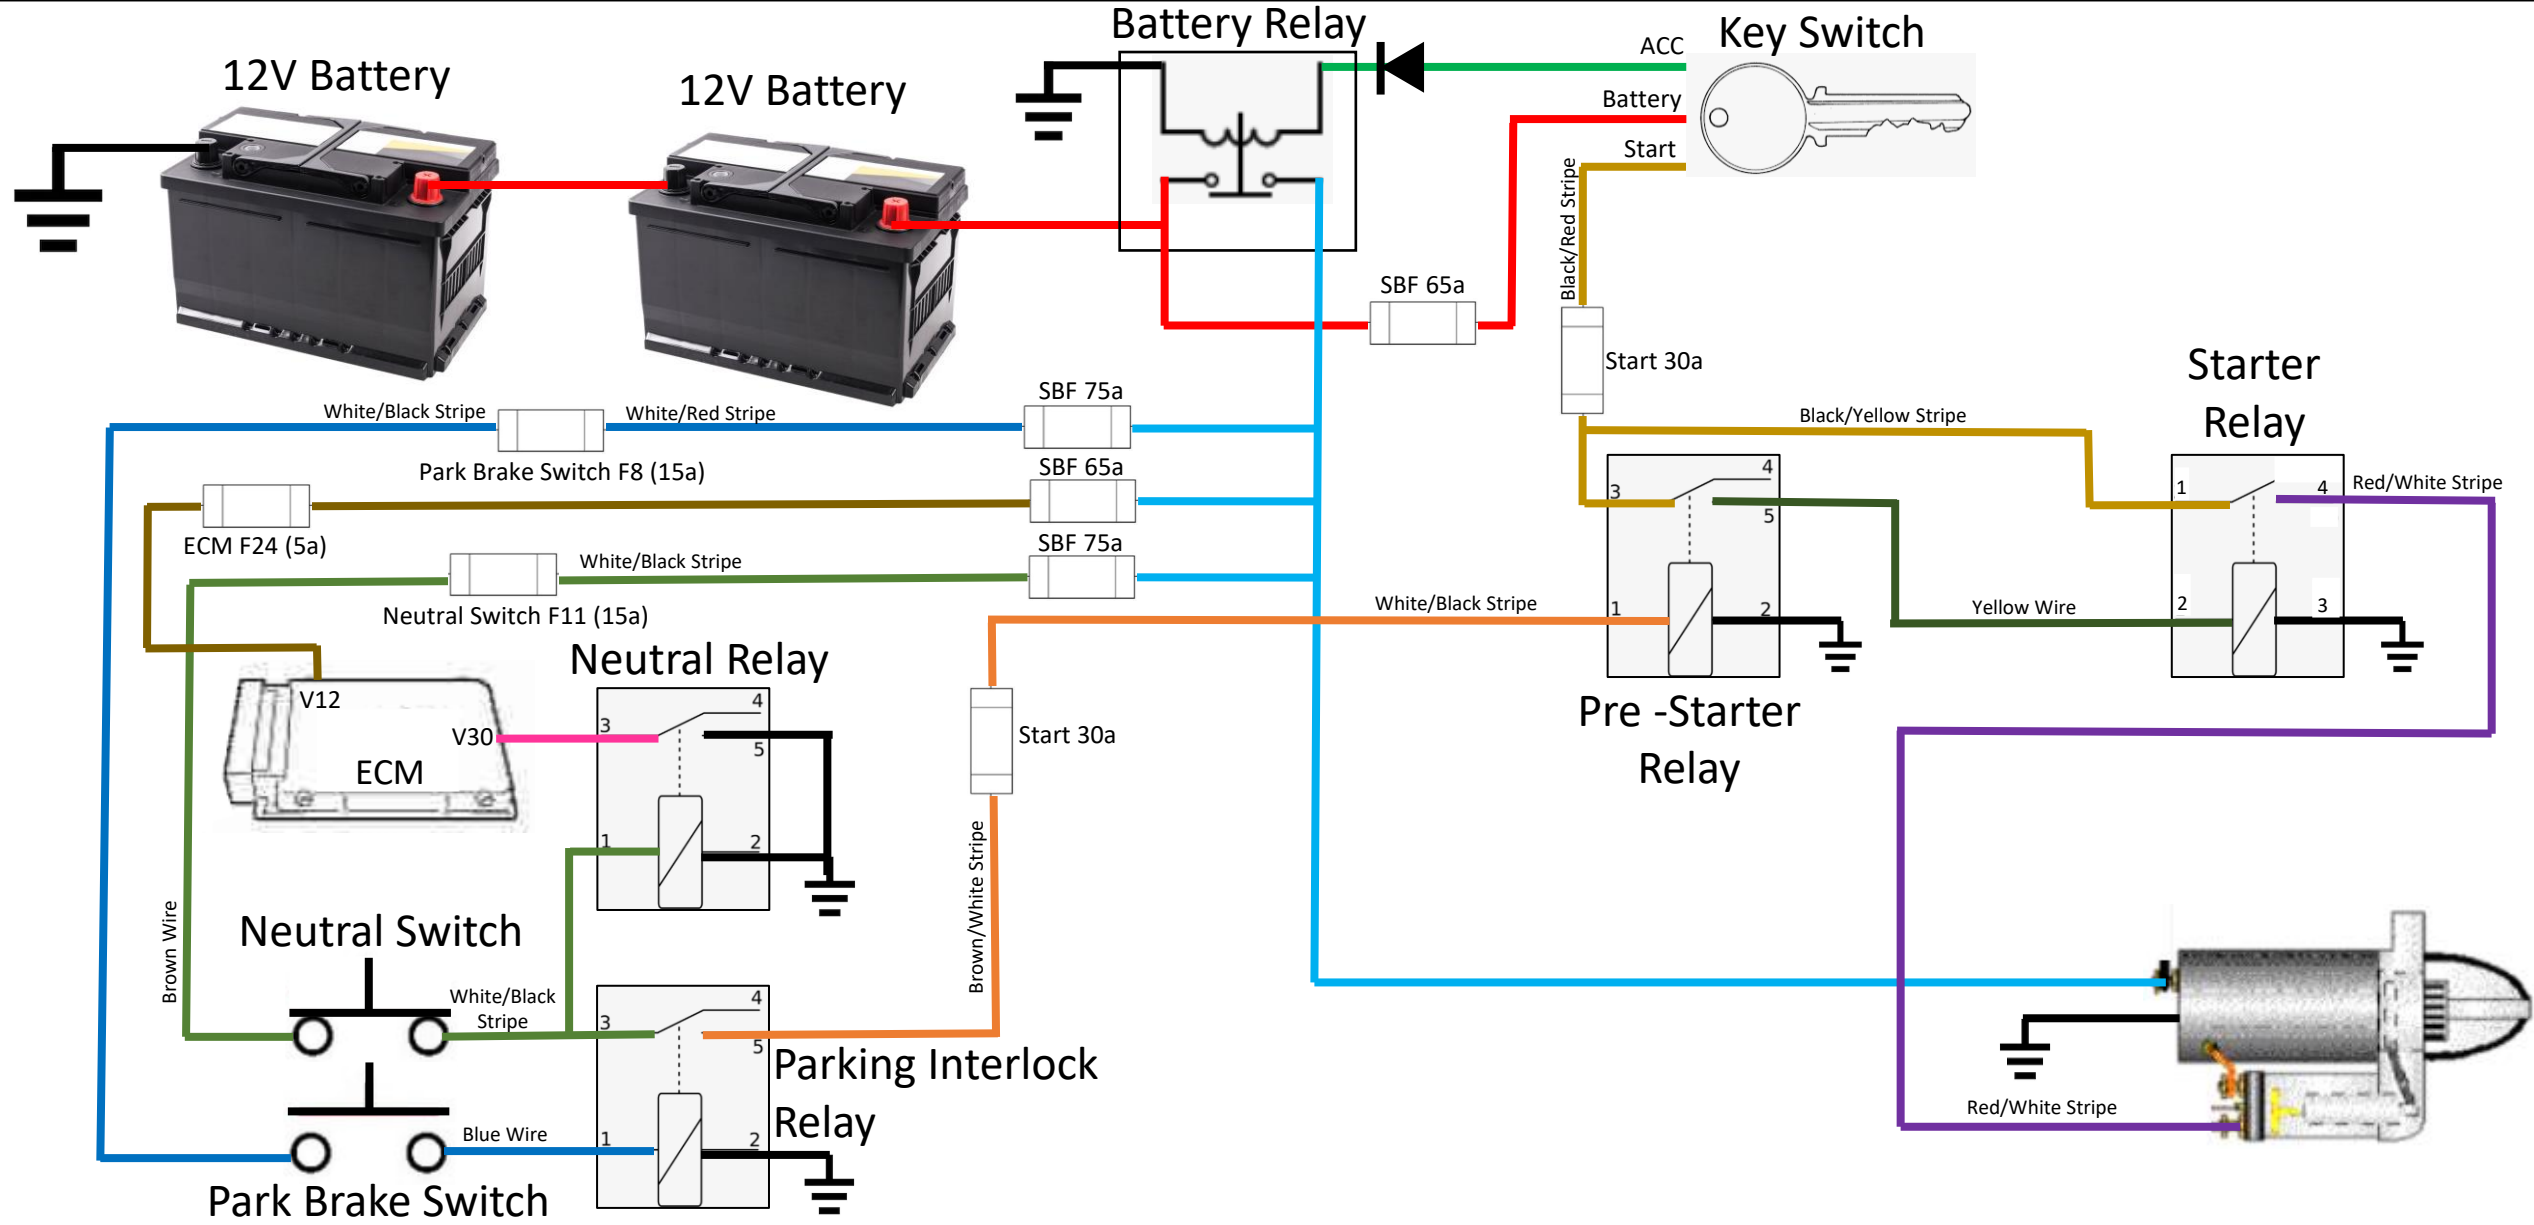 Battery Relay
Key Switch
ACC
12V Battery
12V Battery
Battery
Start
Black/Red Stripe
SBF 65a
Start 30a
Starter
Relay
SBF 75a
White/Black Stripe
White/Red Stripe
Black/Yellow Stripe
Park Brake Switch F8 (15a)
SBF 65a
4
3
5
1
4
Red/White Stripe
ECM F24 (5a)
SBF 75a
White/Black Stripe
Neutral Switch F11 (15a)
White/Black Stripe
1
2
Yellow Wire
2
3
Neutral Relay
Pre -Starter
Relay
V12
V30
ECM
3
4
5
1
2
Start 30a
Brown Wire
Brown/White Stripe
Neutral Switch
White/Black
Stripe
3
4
5
Parking Interlock
Relay
Blue Wire
1
2
Red/White Stripe
Park Brake Switch